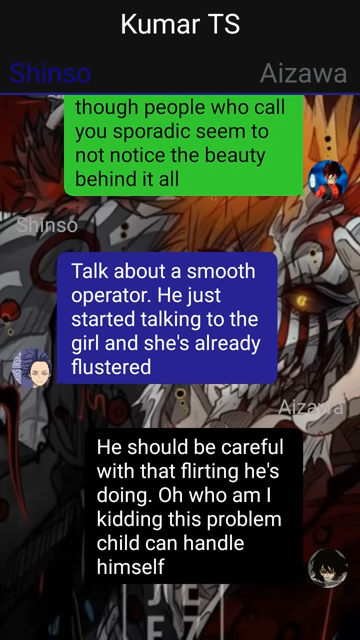 Kumar TS
Shinso
Aizawa
though people who call
you sporadic seem to
not notice the beauty
behind it all
Shinso
Talk about a smooth
operator. He just
started talking to the
girl and she's already
flustered
Aizawa
He should be careful
with that flirting he's
doing. Oh who am I
kidding this problem
child can handle
himself